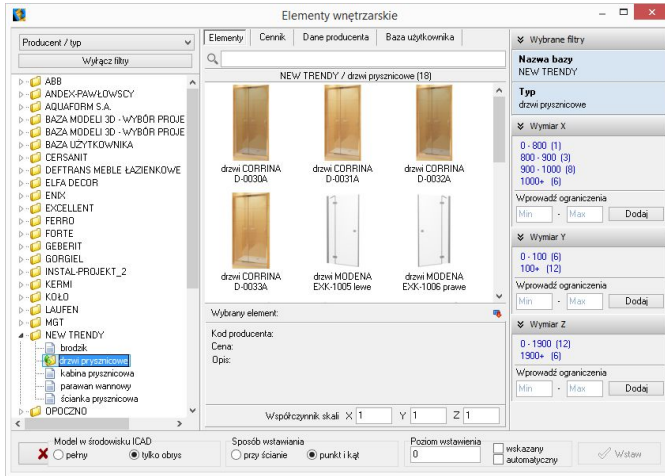 Elementy wnętrzarskie
Producent / typ
Wyłącz filtry
ABB
ANDEX-PAWŁOWSCY
AQUAFORM S.A.
BAZA MODELI 3D - WYBÓR PROJE
BAZA MODELI 3D - WYBÓR PROJE
BAZA UŻYTKOWNIKA
CERSANIT
DEFTRANS MEBLE ŁAZIENKOWE
ELFA DECOR
ENIX
EXCELLENT
FERRO
FORTE
GEBERIT
GORGIEL
INSTAL-PROJEKT_2
KERMI
KOŁO
LAUFEN
MGT
NEW TRENDY
brodzik
drzwi prysznicowe
kabina prysznicowa
parawan wannowy
ścianka prysznicowa
OPOCZNO
Elementy Cennik Dane producenta Baza użytkownika
NEW TRENDY / drzwi prysznicowe (18)
drzwi CORRINA D-0030A
drzwi CORRINA D-0031A
drzwi CORRINA D-0032A
drzwi CORRINA D-0033A
drzwi MODENA EXK-1005 lewe
drzwi MODENA EXK-1006 prawe
Wybrany element:
Kod producenta:
Cena:
Opis:
Współczynnik skali X 1 Y 1 Z 1
Wybrane filtry
Nazwa bazy
NEW TRENDY
Typ
drzwi prysznicowe
Wymiar X
0 - 800 (1)
800 - 900 (3)
900 - 1000 (8)
1000+ (6)
Wprowadź ograniczenia
Min - Max Dodaj
Wymiar Y
0 - 100 (6)
100+ (12)
Wprowadź ograniczenia
Min - Max Dodaj
Wymiar Z
0 - 1900 (12)
1900+ (6)
Wprowadź ograniczenia
Min - Max Dodaj
Model w środowisku ICAD
pełny tylko obrys
Sposób wstawiania
przy ścianie punkt i kąt
Poziom wstawienia
0
wskazany
automatyczny
Wstaw